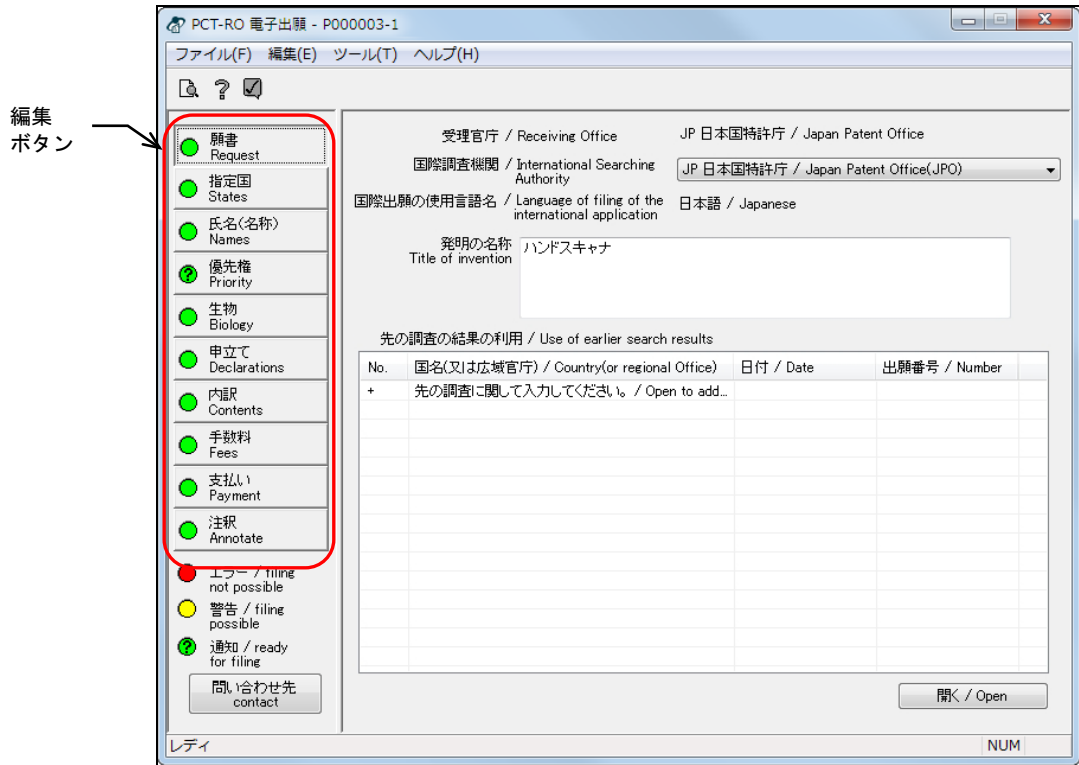 PCT-RO 電子出願 - P000003-1
ファイル(F) 編集(E) ツール(T) ヘルプ(H)
編集
ボタン
願書
Request
指定国
States
氏名(名称)
Names
優先権
Priority
生物
Biology
申立て
Declarations
内訳
Contents
手数料
Fees
支払い
Payment
注釈
Annotate
エラー / filing
not possible
警告 / filing
possible
通知 / ready
for filing
問い合わせ先
contact
受理官庁 / Receiving Office JP 日本国特許庁 / Japan Patent Office
国際調査機関 / International Searching
Authority
JP 日本国特許庁 / Japan Patent Office(JPO)
国際出願の使用言語名 / Language of filing of the
international application
日本語 / Japanese
発明の名称
Title of invention
ハンドスキャナ
先の調査の結果の利用 / Use of earlier search results
No. 国名(又は広域官庁) / Country(or regional Office) 日付 / Date 出願番号 / Number
+ 先の調査に関して入力してください。 / Open to add...
開く / Open
レディ NUM